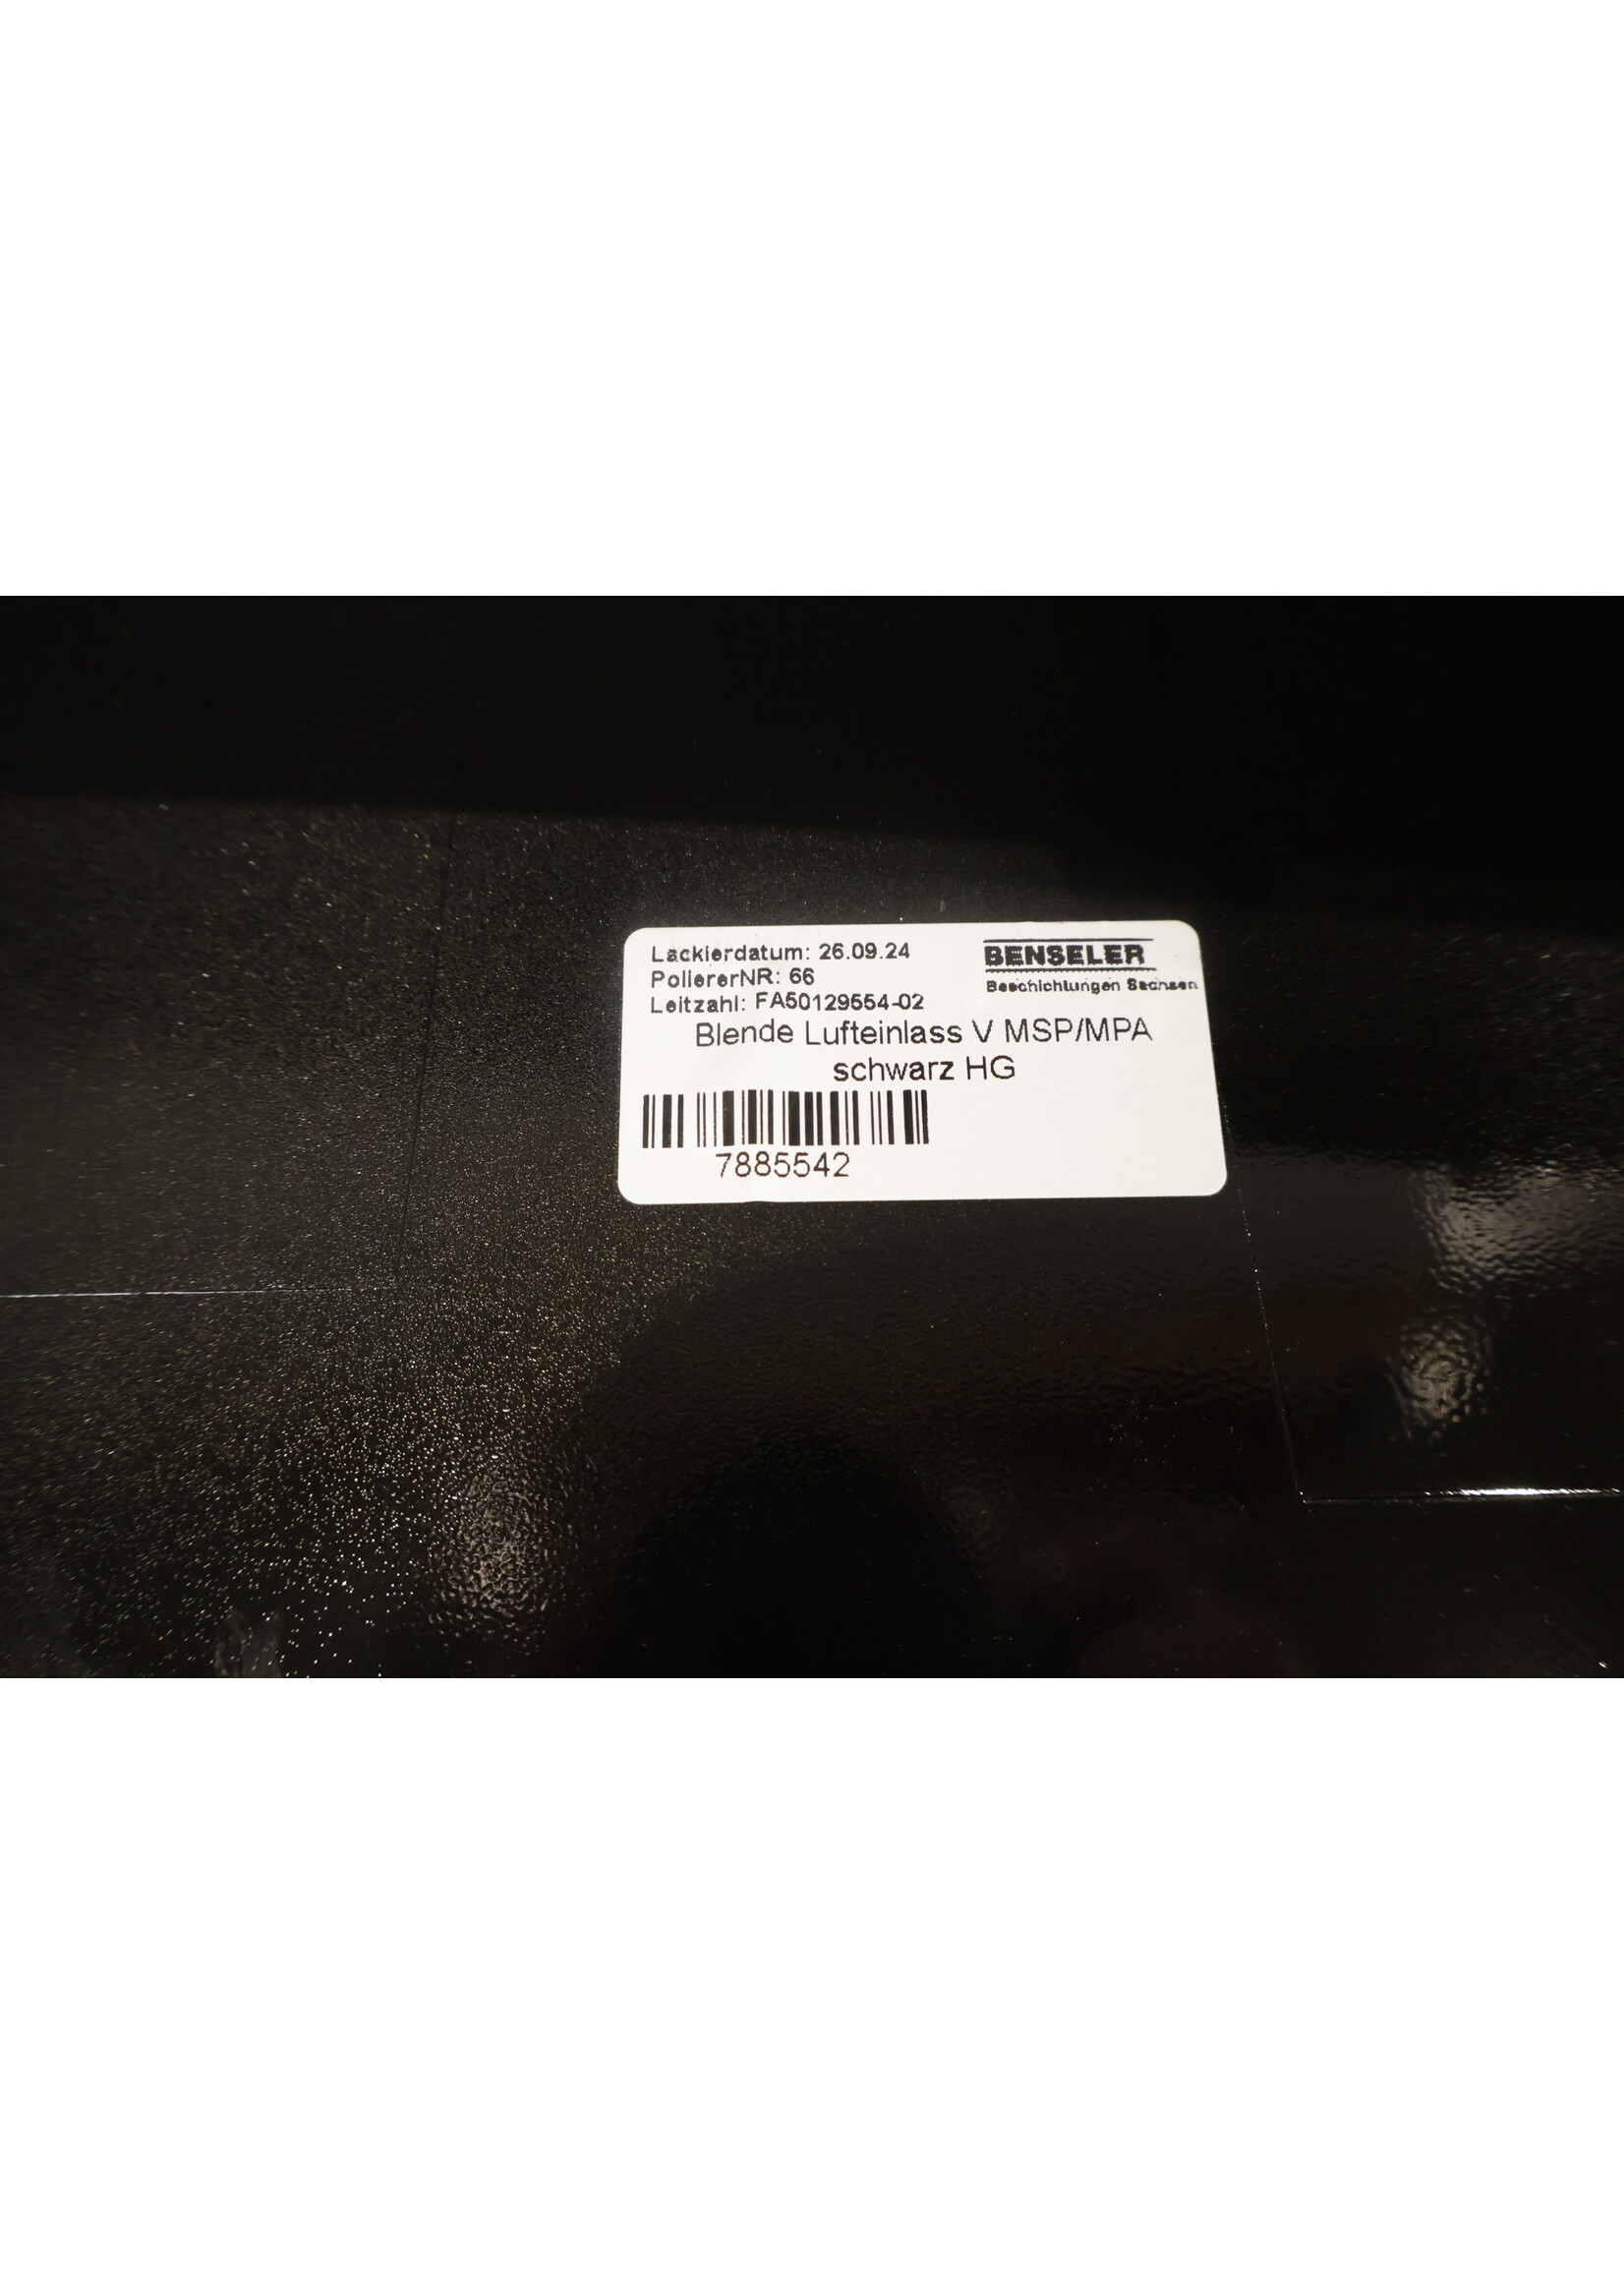 Lackierdatum: 26.09.24
PoliererNR: 66
Leitzahl: FA50129554-02
BENSELER
Beschichtungen Sachsen
Blende Lufteinlass V MSP/MPA
schwarz HG
7885542